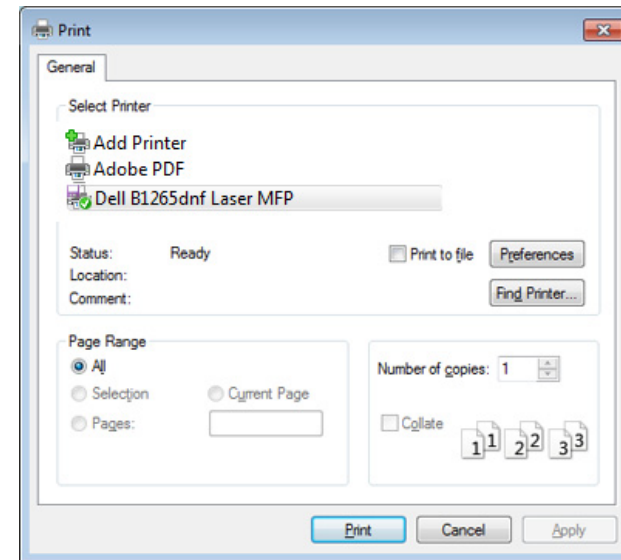 Print
General
Select Printer
Add Printer
Adobe PDF
Dell B1265dnf Laser MFP
Status: Ready
Print to file
Preferences
Location:
Comment:
Find Printer...
Page Range
All
Selection
Current Page
Pages:
Number of copies: 1
Collate
1 1 2 2 3 3
Print
Cancel
Apply